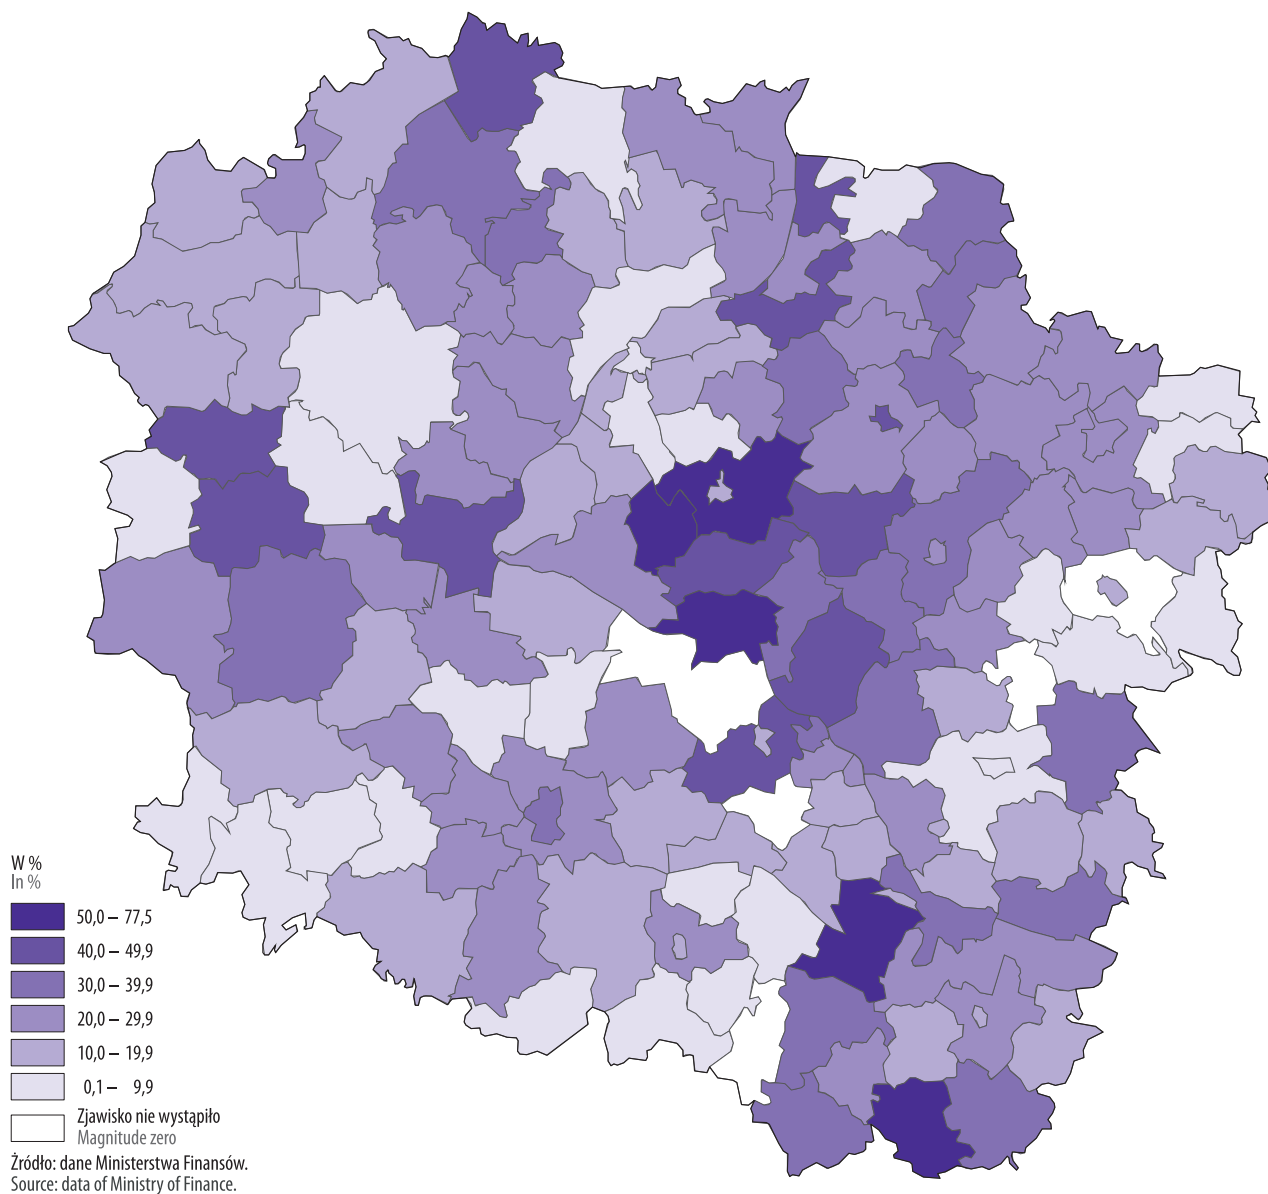 W %
In %
50,0 – 77,5
40,0 – 49,9
30,0 – 39,9
20,0 – 29,9
10,0 – 19,9
0,1 – 9,9
Zjawisko nie wystąpiło
Magnitude zero
Źródło: dane Ministerstwa Finansów.
Source: data of Ministry of Finance.